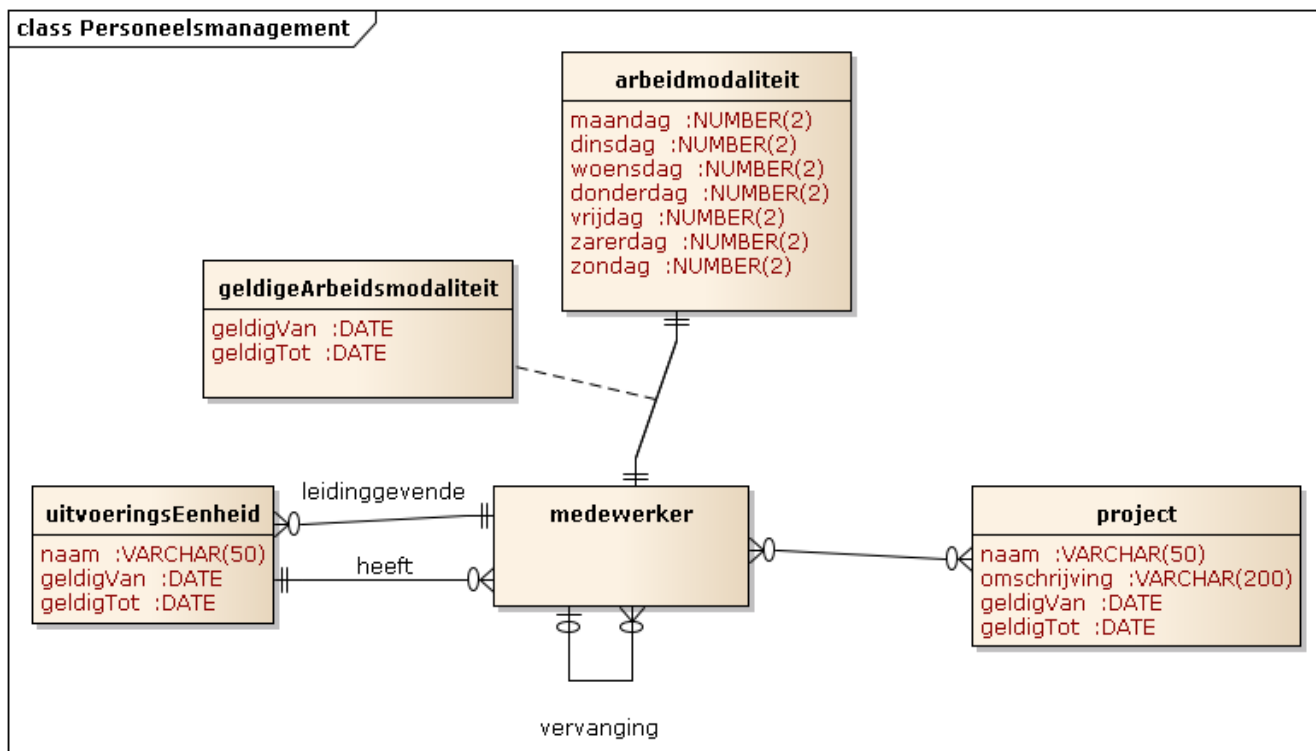 class Personeelsmanagement
arbeidmodaliteit
maandag :NUMBER(2)
dinsdag :NUMBER(2)
woensdag :NUMBER(2)
donderdag :NUMBER(2)
vrijdag :NUMBER(2)
zarerdag :NUMBER(2)
zondag :NUMBER(2)
geldigeArbeidsmodaliteit
geldigVan :DATE
geldigTot :DATE
uitvoeringsEenheid
naam :VARCHAR(50)
geldigVan :DATE
geldigTot :DATE
leidinggevende
heeft
medewerker
vervanging
project
naam :VARCHAR(50)
omschrijving :VARCHAR(200)
geldigVan :DATE
geldigTot :DATE